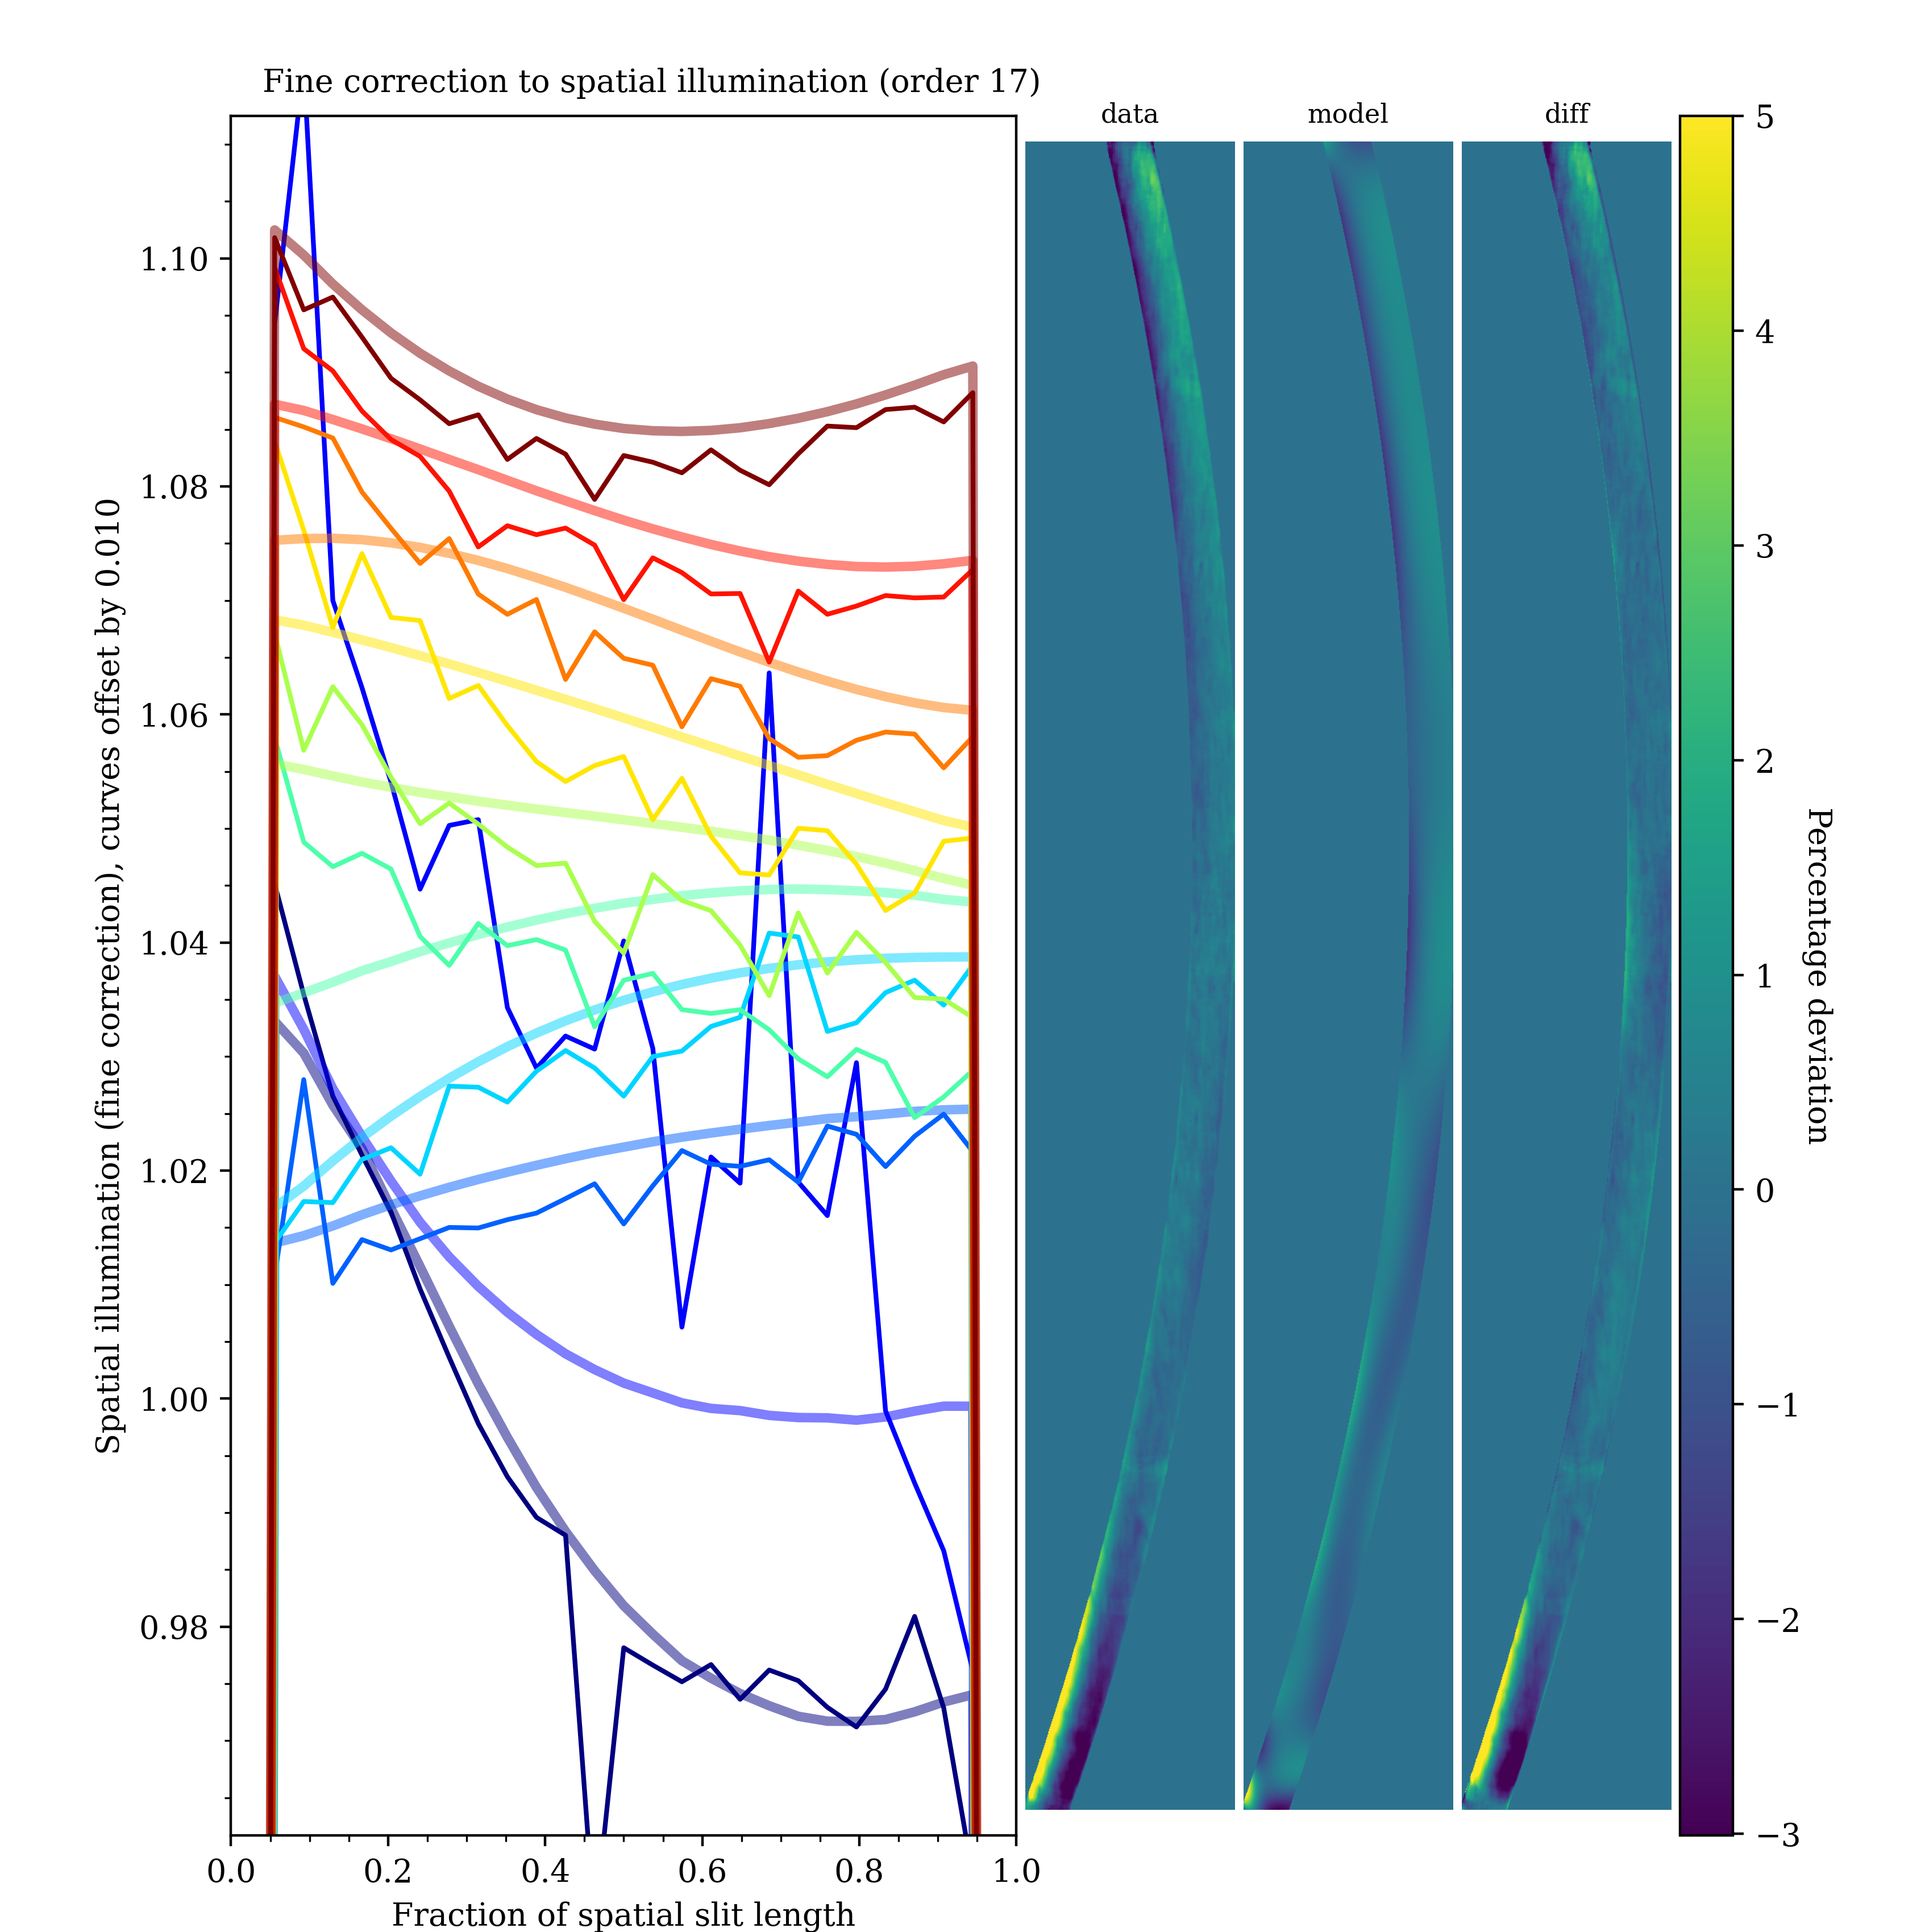 Fine correction to spatial illumination (order 17)
data
model
diff
Spatial illumination (fine correction), curves offset by 0.010
1.10
1.08
1.06
1.04
1.02
1.00
0.98
0.0 0.2 0.4 0.6 0.8 1.0
Fraction of spatial slit length
5
4
3
2
1
0
−1
−2
−3
Percentage deviation